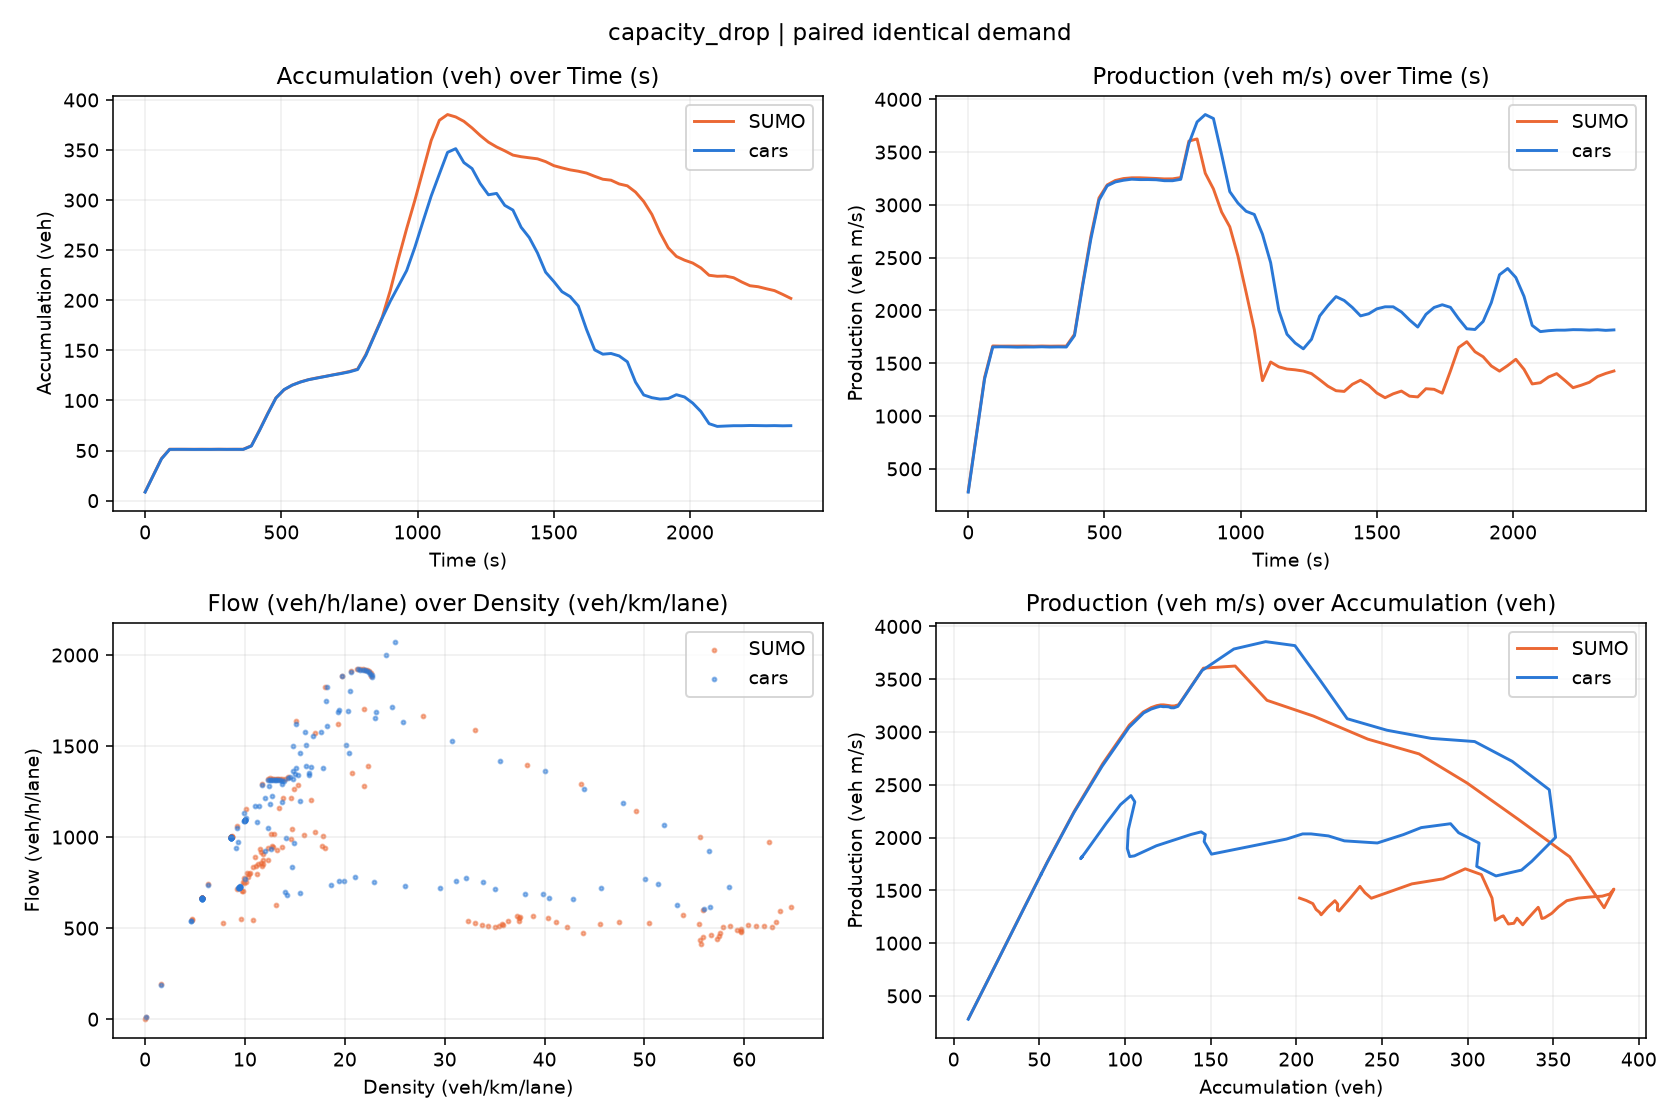 capacity_drop | paired identical demand
Accumulation (veh) over Time (s)
Accumulation (veh)
400
350
300
250
200
150
100
50
0
SUMO
cars
0 500 1000 1500 2000
Time (s)
Production (veh m/s) over Time (s)
Production (veh m/s)
4000
3500
3000
2500
2000
1500
1000
500
SUMO
cars
0 500 1000 1500 2000
Time (s)
Flow (veh/h/lane) over Density (veh/km/lane)
Flow (veh/h/lane)
2000
1500
1000
500
0
SUMO
cars
0 10 20 30 40 50 60
Density (veh/km/lane)
Production (veh m/s) over Accumulation (veh)
Production (veh m/s)
4000
3500
3000
2500
2000
1500
1000
500
SUMO
cars
0 50 100 150 200 250 300 350 400
Accumulation (veh)